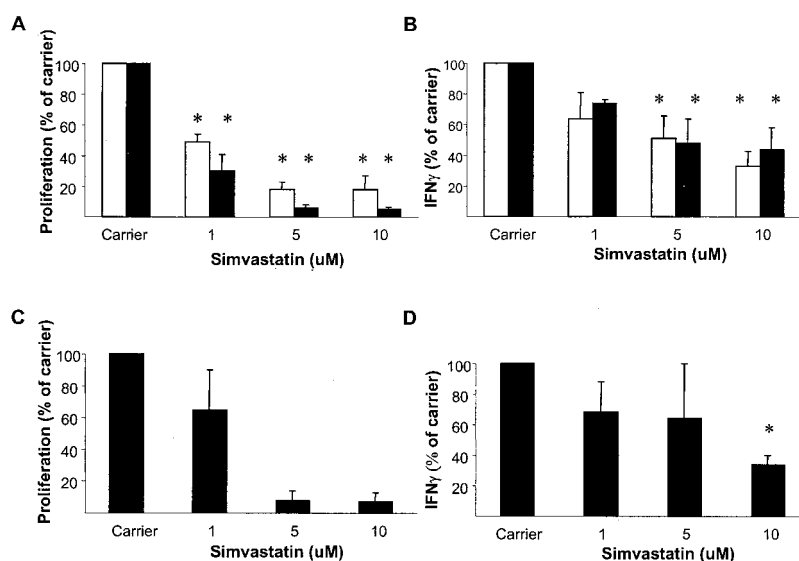 A
Proliferation (% of carrier)
100
80
60
40
20
* * * * * *
Carrier 1 5 10
Simvastatin (uM)
B
IFNγ (% of carrier)
100
80
60
40
20
* * * *
Carrier 1 5 10
Simvastatin (uM)
C
Proliferation (% of carrier)
100
80
60
40
20
Carrier 1 5 10
Simvastatin (uM)
D
IFNγ (% of carrier)
100
80
60
40
20
*
Carrier 1 5 10
Simvastatin (uM)